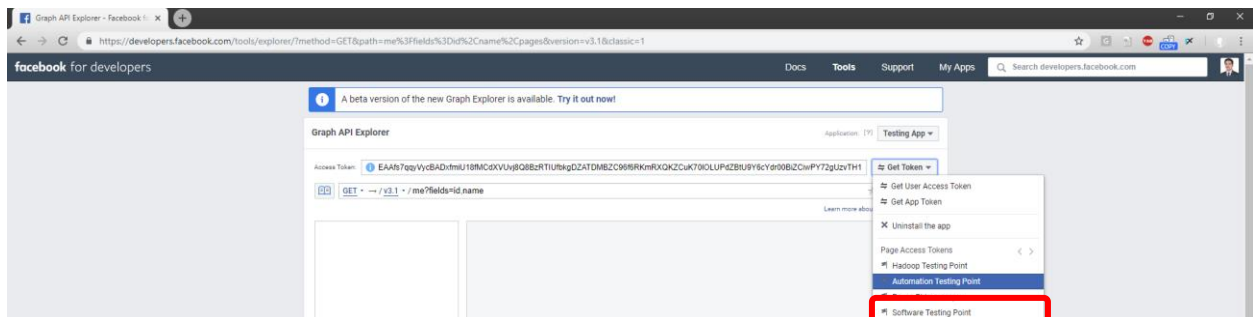 Graph API Explorer - Facebook f
https://developers.facebook.com/tools/explorer/?method=GET&path=me%3Ffields%3Did%2Cname%2Cpages&version=v3.1&classic=1
COPY
facebook for developers
Docs Tools Support My Apps Search developers.facebook.com
A beta version of the new Graph Explorer is available. Try it out now!
Graph API Explorer
Application: [?] Testing App
Access Token:
Get Token
GET → / v3.1 / me?fields=id,name
Learn more about
Get User Access Token
Get App Token
Uninstall the app
Page Access Tokens
Hadoop Testing Point
Automation Testing Point
Software Testing Point